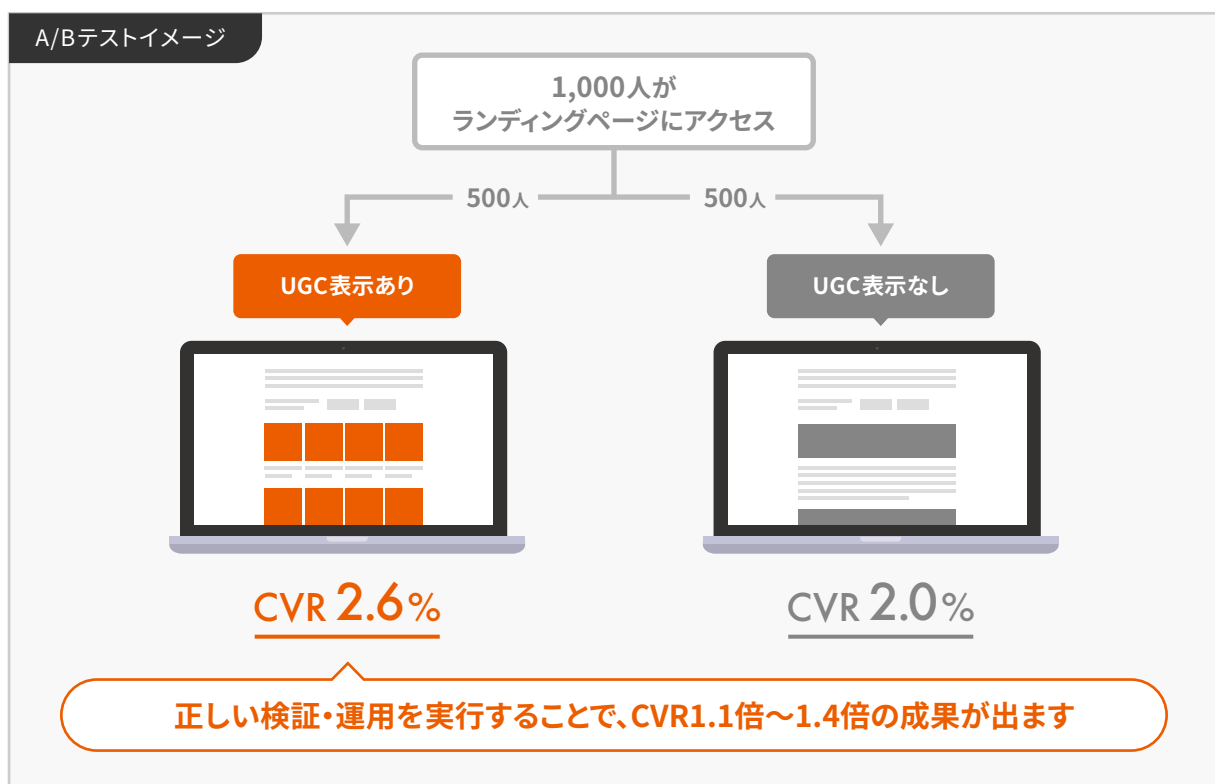 A/Bテストイメージ
1,000人が
ランディングページにアクセス
500人
500人
UGC表示あり
UGC表示なし
CVR 2.6%
CVR 2.0%
正しい検証・運用を実行することで、CVR1.1倍〜1.4倍の成果が出ます